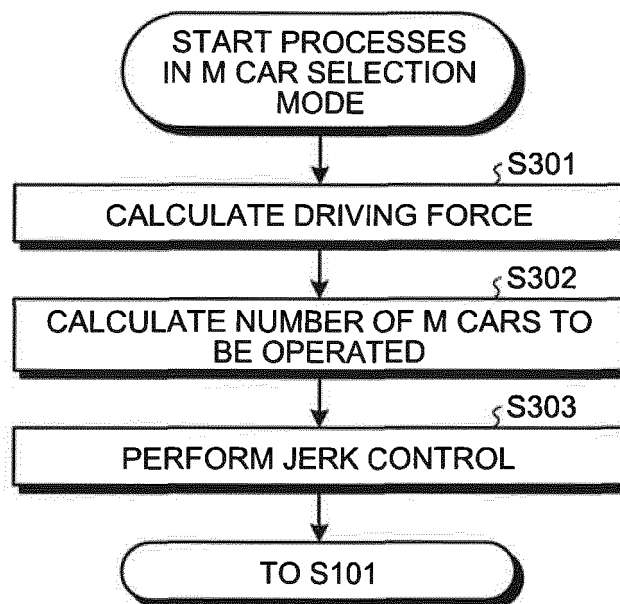 START PROCESSES
IN M CAR SELECTION
MODE
S301
CALCULATE DRIVING FORCE
S302
CALCULATE NUMBER OF M CARS TO
BE OPERATED
S303
PERFORM JERK CONTROL
TO S101